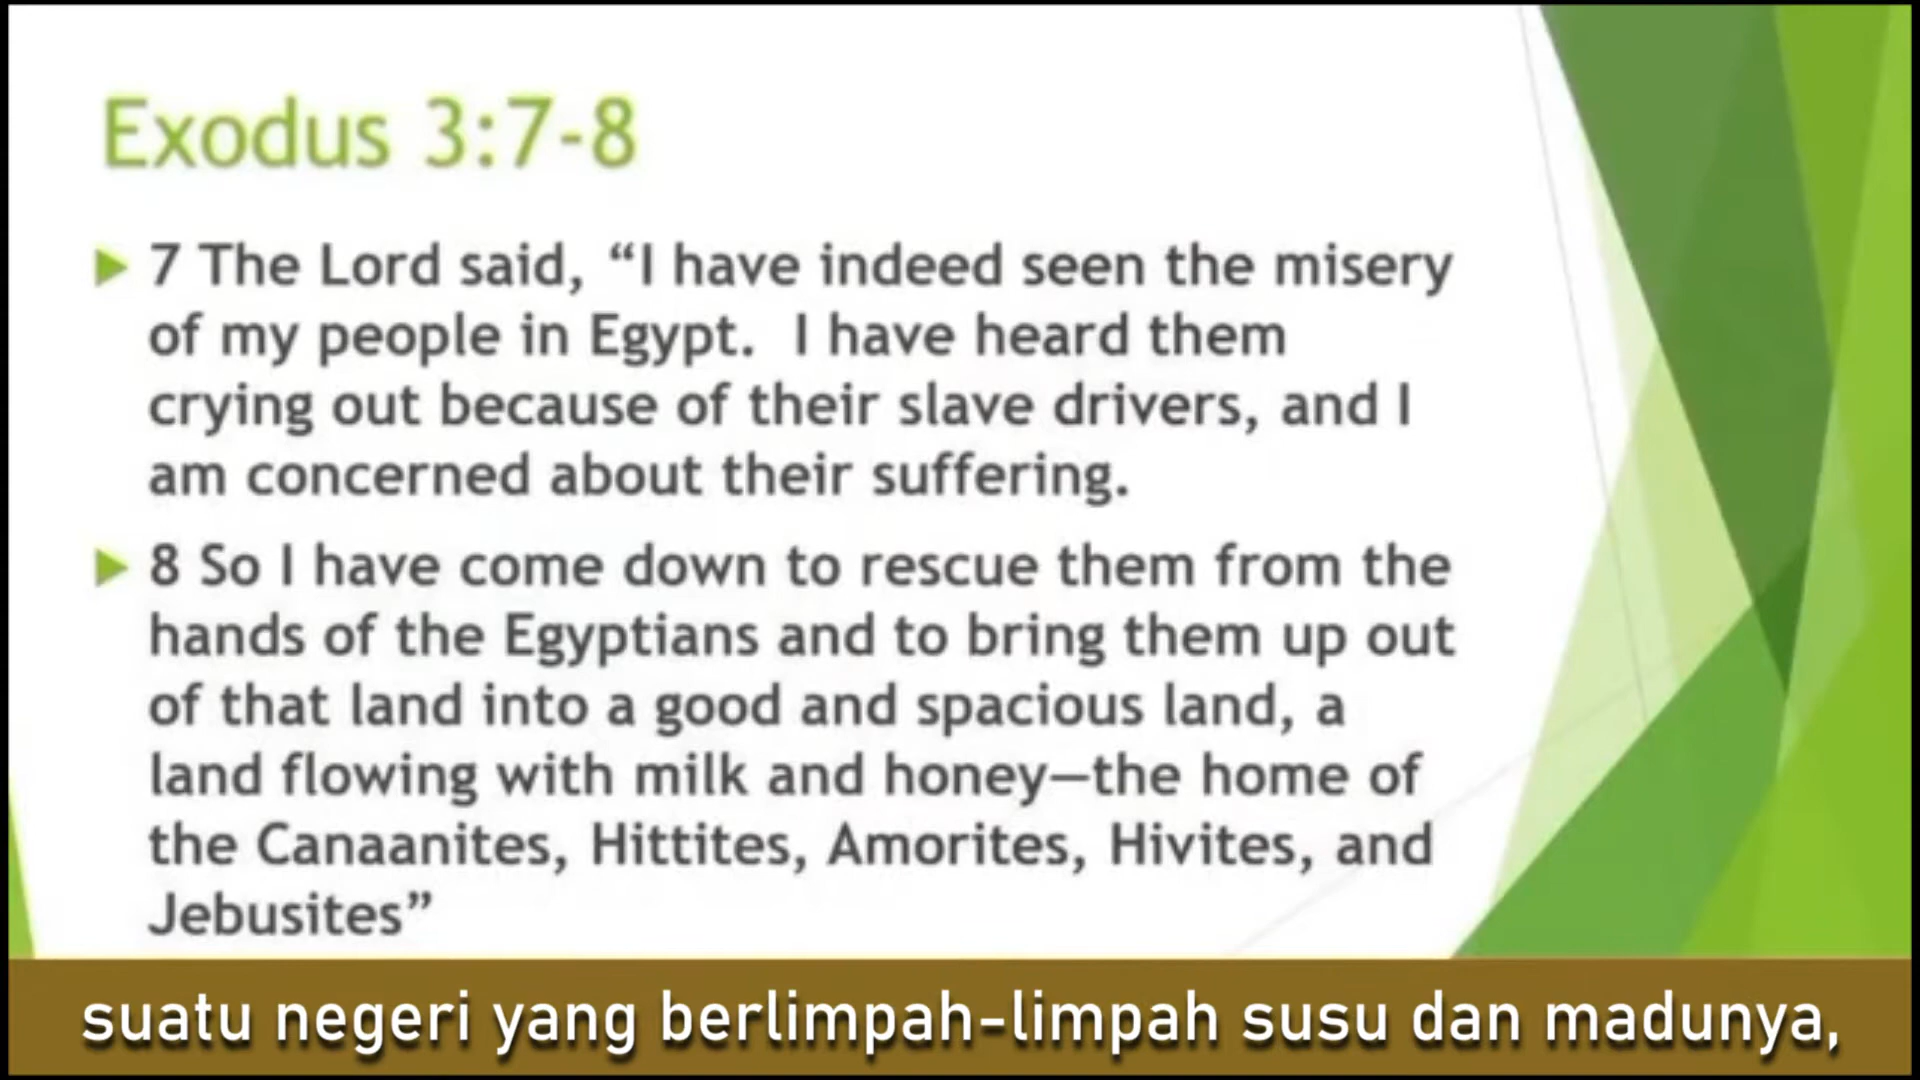 Exodus 3:7-8
7 The Lord said, “I have indeed seen the misery
of my people in Egypt.  I have heard them
crying out because of their slave drivers, and I
am concerned about their suffering.
8 So I have come down to rescue them from the
hands of the Egyptians and to bring them up out
of that land into a good and spacious land, a
land flowing with milk and honey—the home of
the Canaanites, Hittites, Amorites, Hivites, and
Jebusites”
suatu negeri yang berlimpah-limpah susu dan madunya,